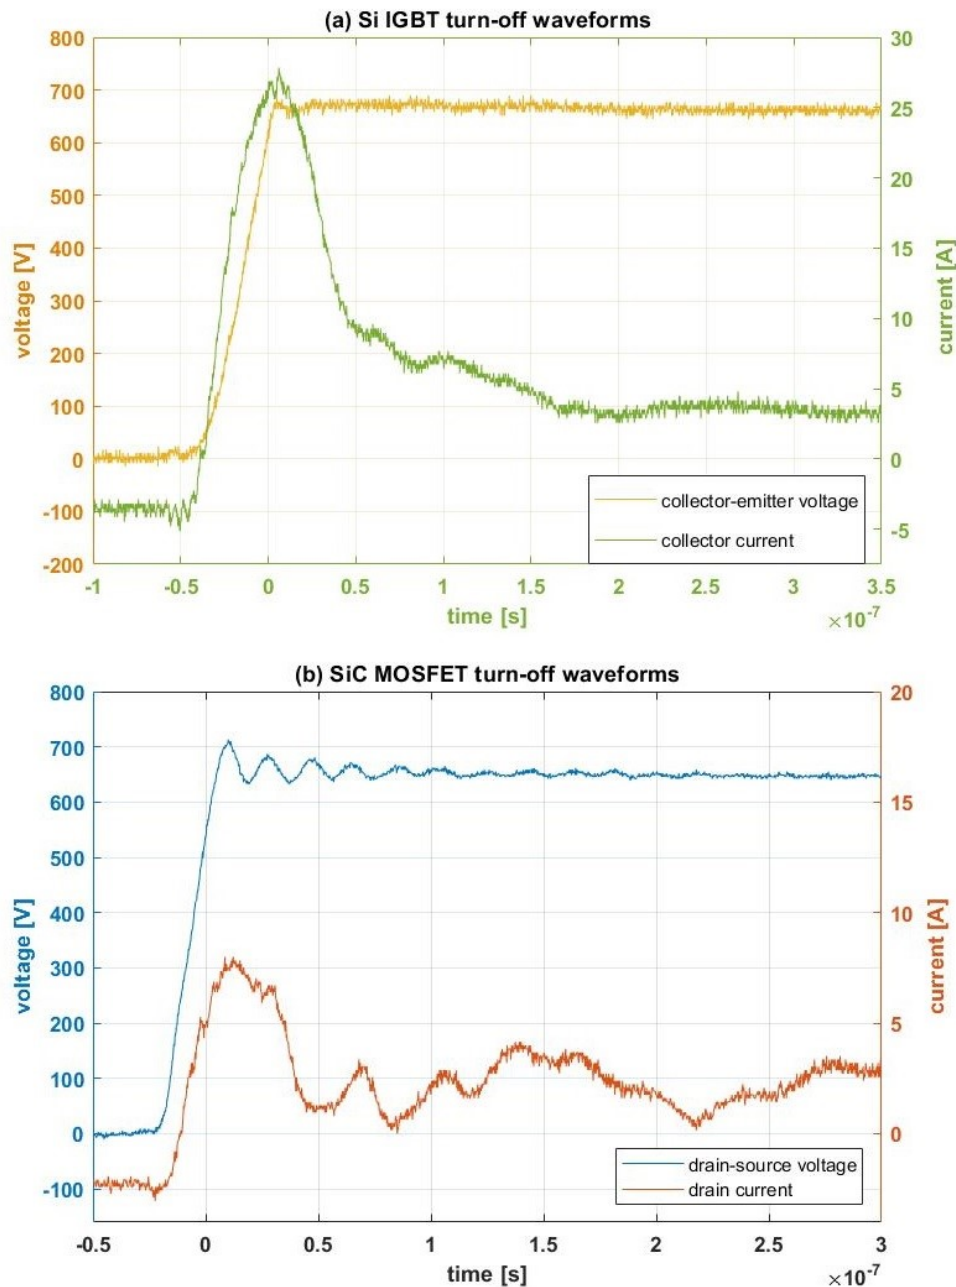 (a) Si IGBT turn-off waveforms
800
700
600
500
400
300
200
100
0
-100
-200
voltage [V]
30
25
20
15
10
5
0
-5
current [A]
collector-emitter voltage
collector current
-1 -0.5 0 0.5 1 1.5 2 2.5 3 3.5
time [s]
×10-7
(b) SiC MOSFET turn-off waveforms
800
700
600
500
400
300
200
100
0
-100
voltage [V]
20
15
10
5
0
current [A]
drain-source voltage
drain current
-0.5 0 0.5 1 1.5 2 2.5 3
time [s]
×10-7